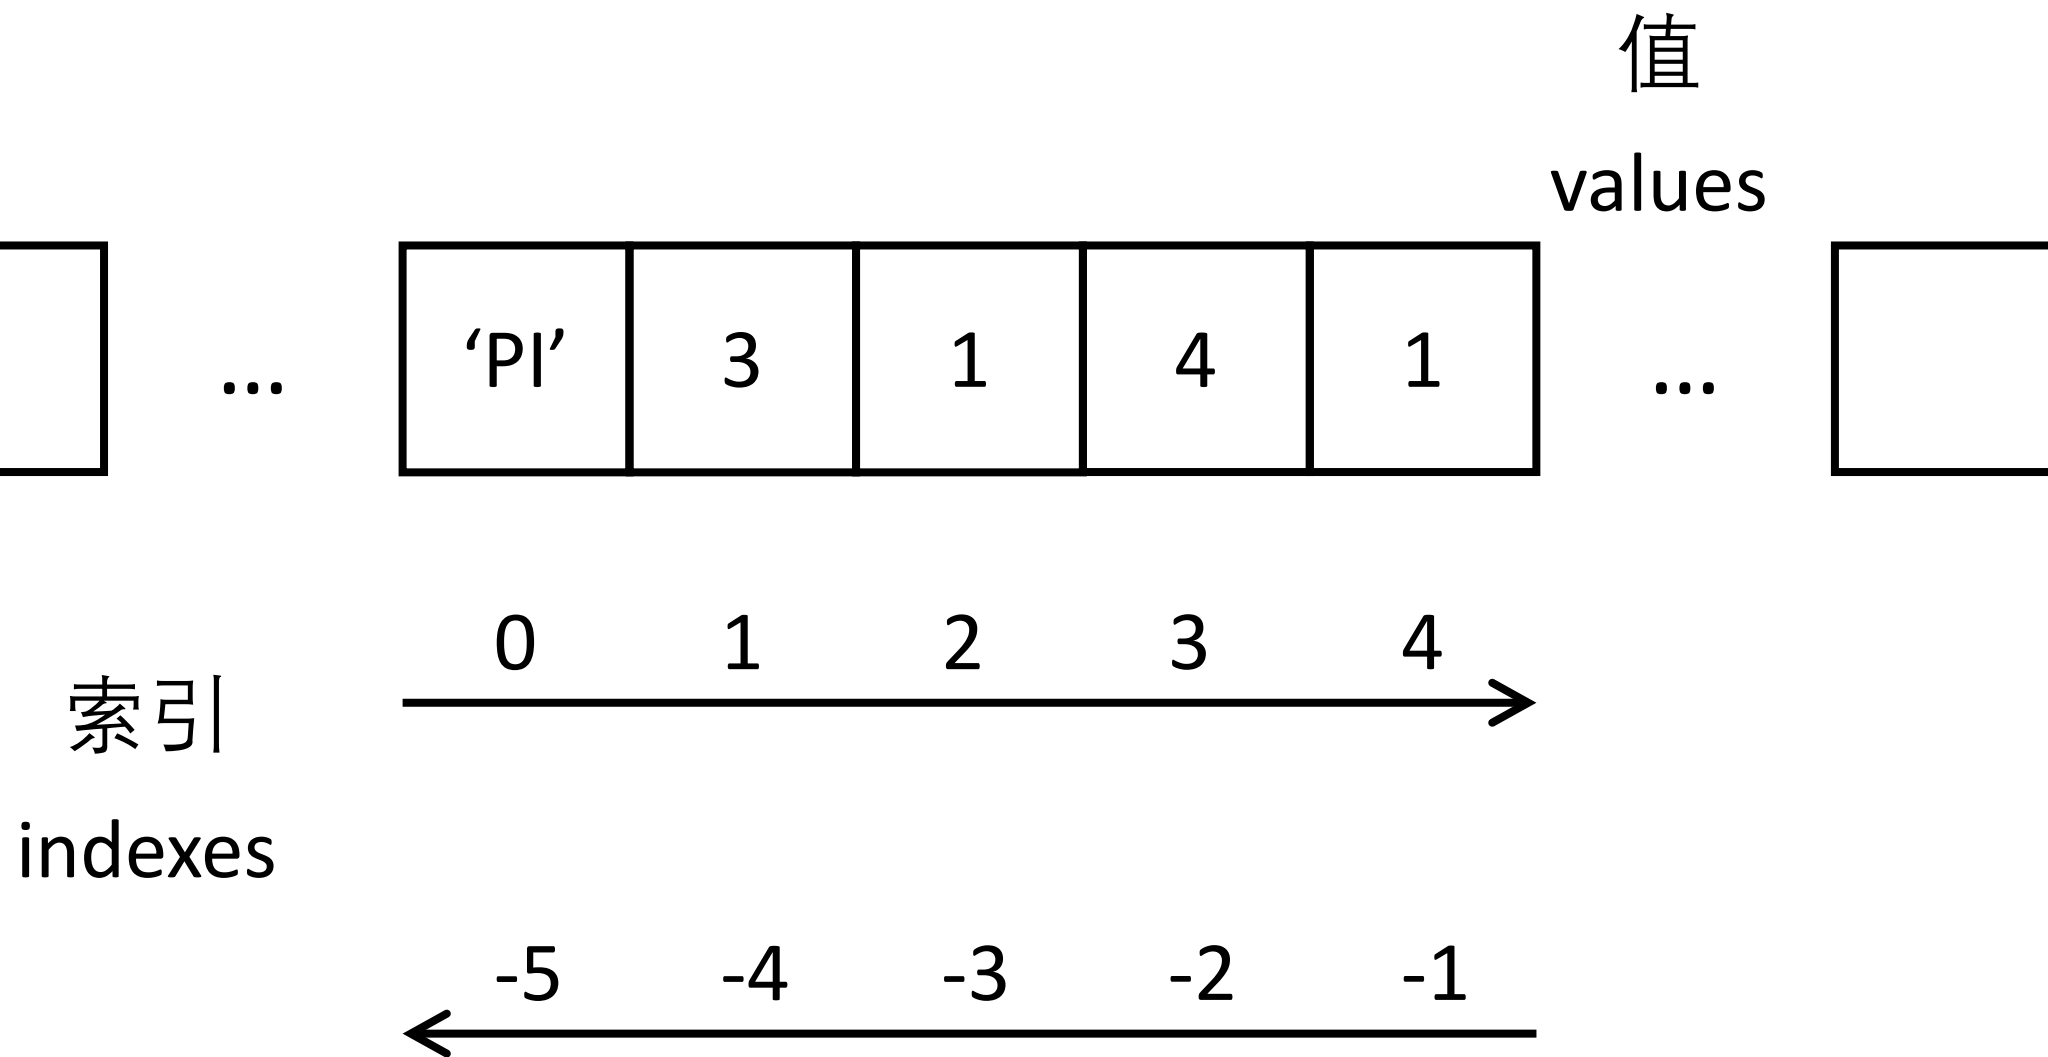 值
values
... ‘PI’ 3 1 4 1 ...
0 1 2 3 4
索引
indexes
-5 -4 -3 -2 -1